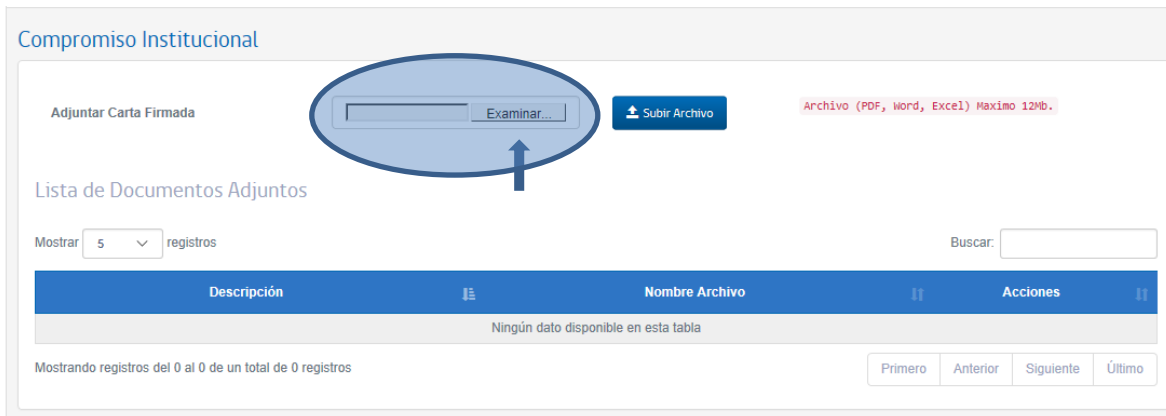 Compromiso Institucional
Adjuntar Carta Firmada Examinar... Subir Archivo Archivo (PDF, Word, Excel) Maximo 12Mb.
Lista de Documentos Adjuntos
Mostrar 5 registros Buscar:
Descripción Nombre Archivo Acciones
Ningún dato disponible en esta tabla
Mostrando registros del 0 al 0 de un total de 0 registros Primero Anterior Siguiente Último